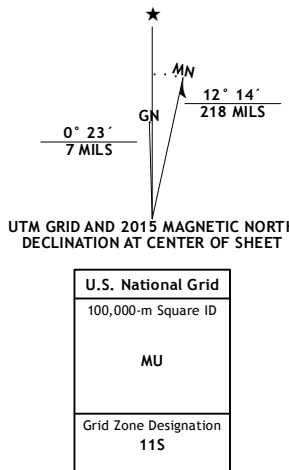 MN
GN
12° 14´
218 MILS
0° 23´
7 MILS
UTM GRID AND 2015 MAGNETIC NORTH
DECLINATION AT CENTER OF SHEET
U.S. National Grid
100,000-m Square ID
MU
Grid Zone Designation
11S